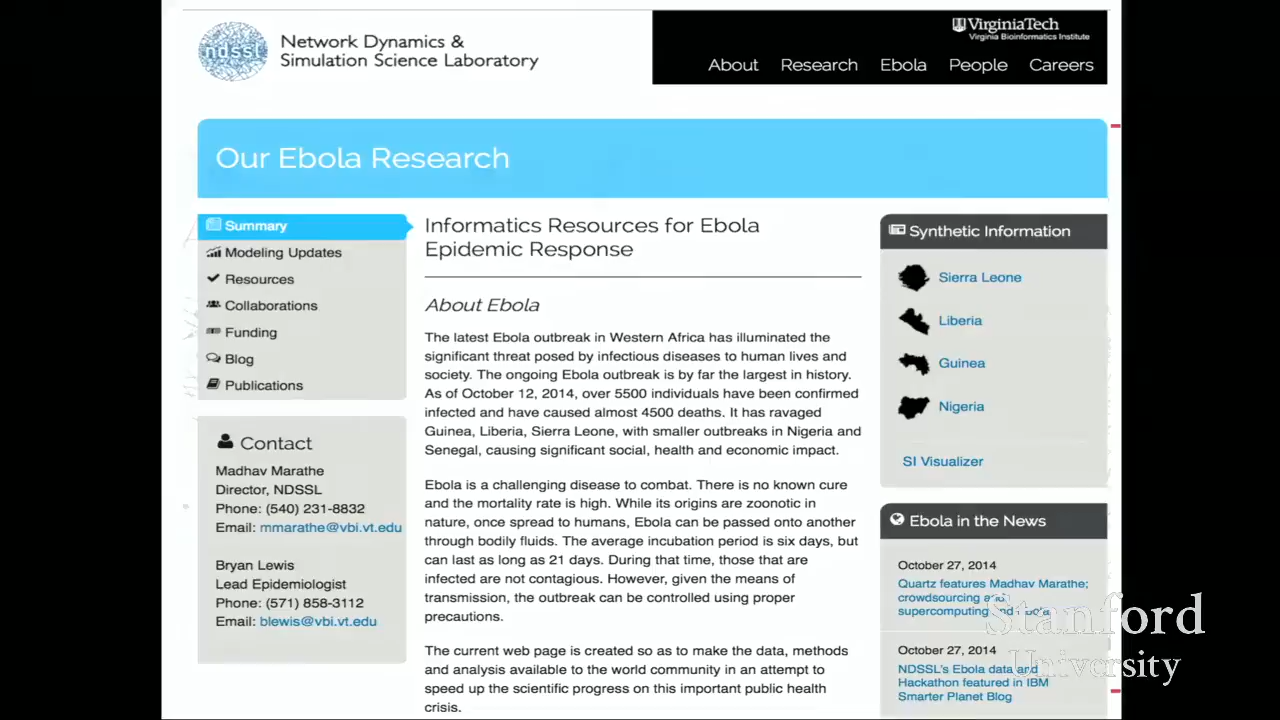 ndssl
Network Dynamics &
Simulation Science Laboratory
VirginiaTech
Virginia Bioinformatics Institute
About Research Ebola People Careers
Our Ebola Research
Summary
Modeling Updates
Resources
Collaborations
Funding
Blog
Publications
Contact
Madhav Marathe
Director, NDSSL
Phone: (540) 231-8832
Email: mmarathe@vbi.vt.edu
Bryan Lewis
Lead Epidemiologist
Phone: (571) 858-3112
Email: blewis@vbi.vt.edu
Informatics Resources for Ebola
Epidemic Response
About Ebola
The latest Ebola outbreak in Western Africa has illuminated the
significant threat posed by infectious diseases to human lives and
society. The ongoing Ebola outbreak is by far the largest in history.
As of October 12, 2014, over 5500 individuals have been confirmed
infected and have caused almost 4500 deaths. It has ravaged
Guinea, Liberia, Sierra Leone, with smaller outbreaks in Nigeria and
Senegal, causing significant social, health and economic impact.
Ebola is a challenging disease to combat. There is no known cure
and the mortality rate is high. While its origins are zoonotic in
nature, once spread to humans, Ebola can be passed onto another
through bodily fluids. The average incubation period is six days, but
can last as long as 21 days. During that time, those that are
infected are not contagious. However, given the means of
transmission, the outbreak can be controlled using proper
precautions.
The current web page is created so as to make the data, methods
and analysis available to the world community in an attempt to
speed up the scientific progress on this important public health
crisis.
Synthetic Information
Sierra Leone
Liberia
Guinea
Nigeria
SI Visualizer
Ebola in the News
October 27, 2014
Quartz features Madhav Marathe;
crowdsourcing and
supercomputing and
October 27, 2014
NDSSL's Ebola data and
Hackathon featured in IBM
Smarter Planet Blog
Stanford
University